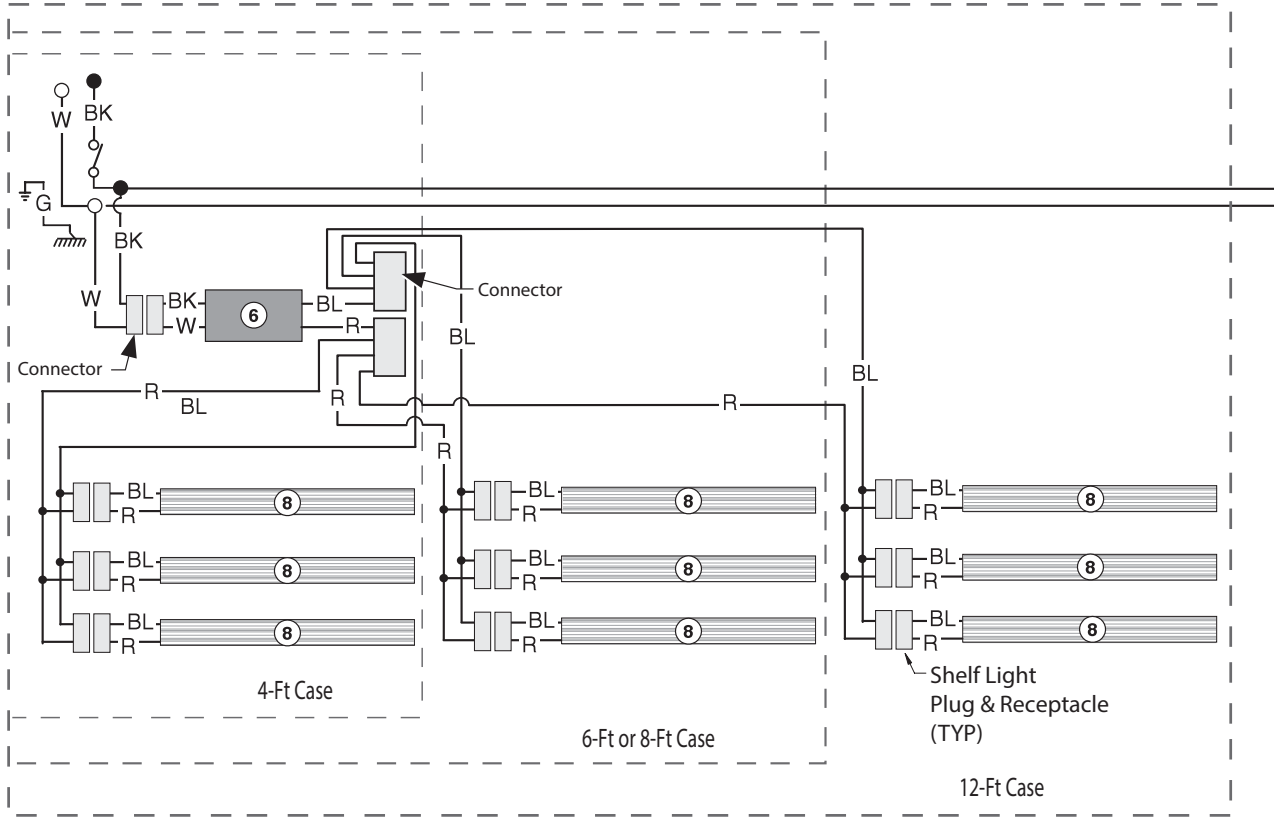 W
BK
G
BK
W
BK
W
6
BL
R
Connector
Connector
BL
BL
R
BL
R
R
R
BL
R
8
BL
R
8
BL
R
8
BL
R
8
BL
R
8
BL
R
8
BL
R
8
BL
R
8
BL
R
8
4-Ft Case
6-Ft or 8-Ft Case
Shelf Light
Plug & Receptacle
(TYP)
12-Ft Case